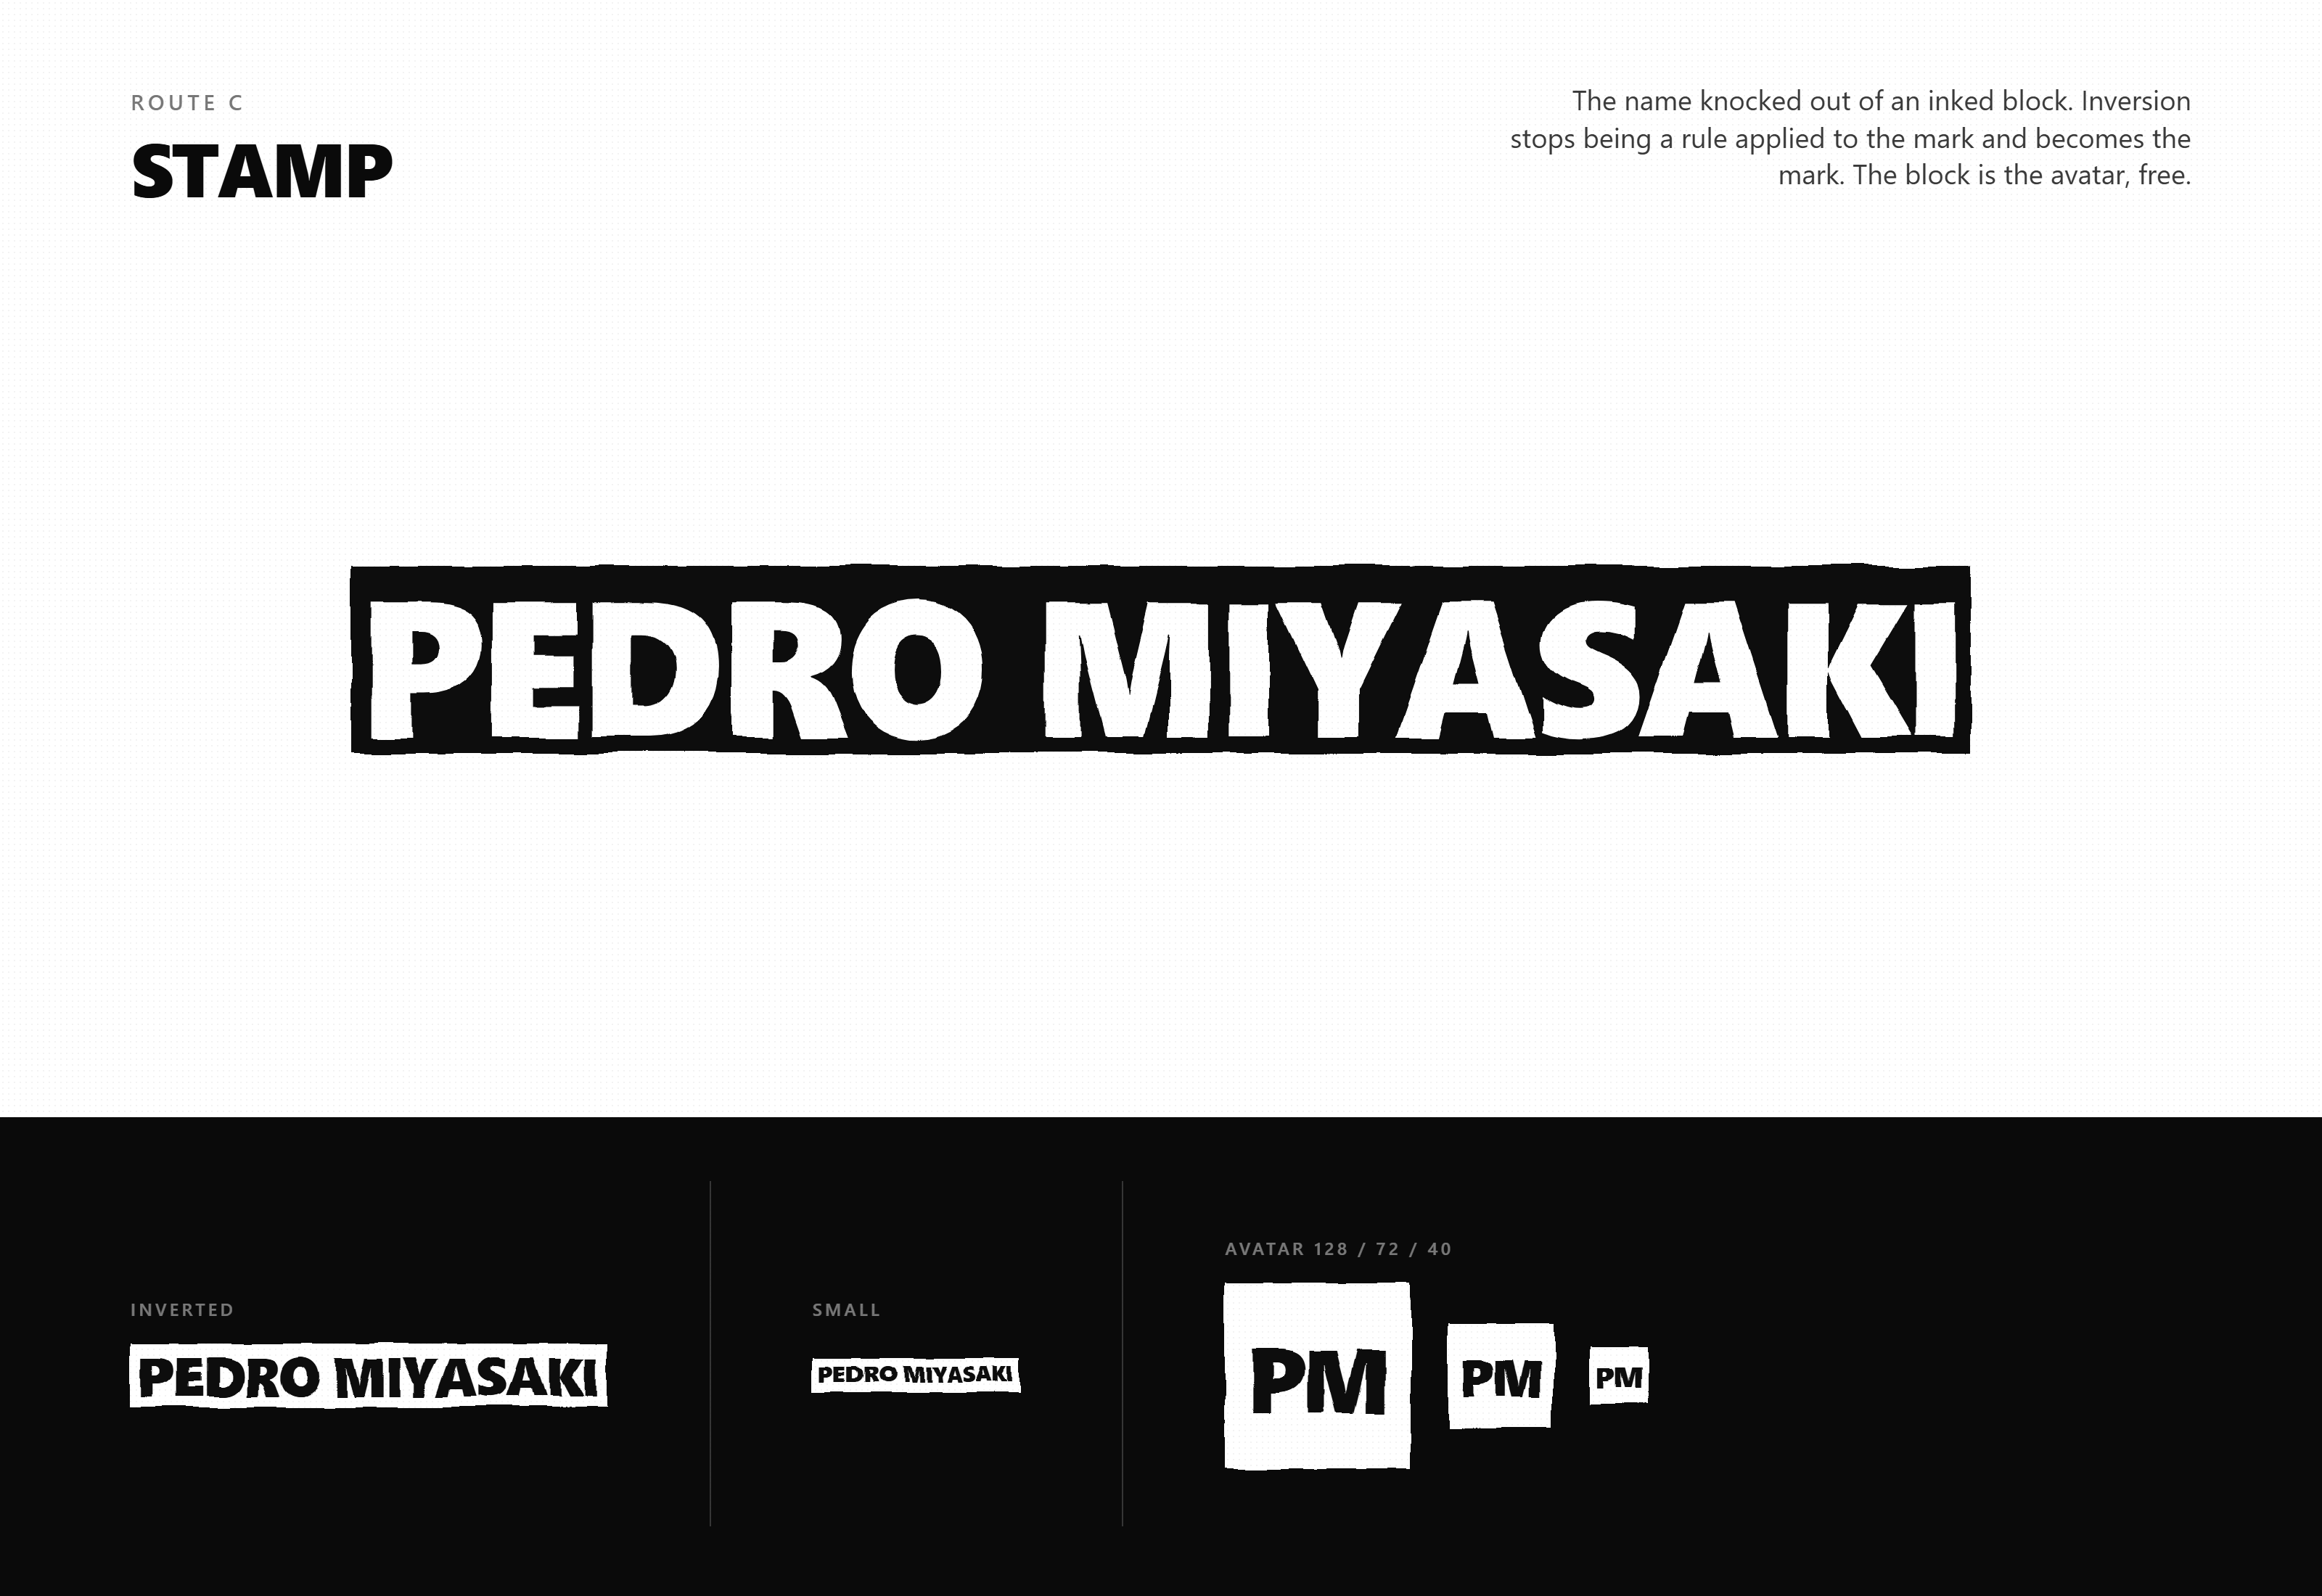 ROUTE C
STAMP
The name knocked out of an inked block. Inversion
stops being a rule applied to the mark and becomes the
mark. The block is the avatar, free.
PEDRO MIYASAKI
INVERTED
PEDRO MIYASAKI
SMALL
PEDRO MIYASAKI
AVATAR 128 / 72 / 40
PM
PM
PM